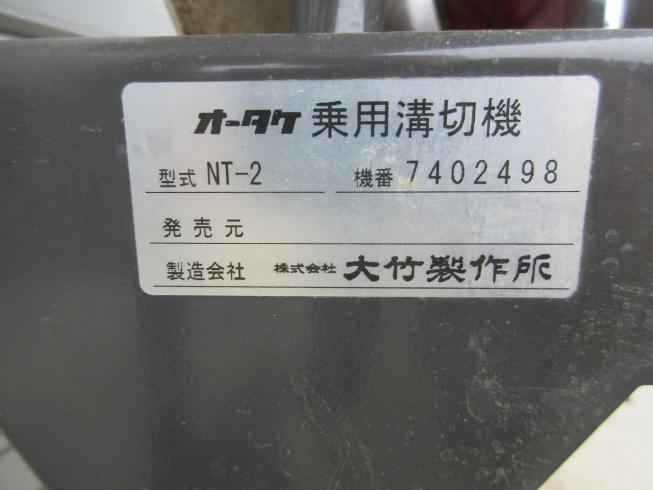 オータケ 乗用溝切機
型式 NT-2 機番 7402498
発売元
製造会社 株式会社 大竹製作所